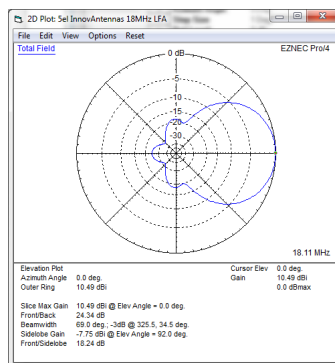 2D Plot: 5el InnovAntennas 18MHz LFA
File Edit View Options Reset
Total Field
EZNEC Pro/4
0 dB
-5
-10
-15
-20
-30
18.11 MHz
Elevation Plot
Azimuth Angle 0.0 deg.
Outer Ring 10.49 dBi
Cursor Elev 0.0 deg.
Gain 10.49 dBi
0.0 dBmax
Slice Max Gain 10.49 dBi @ Elev Angle = 0.0 deg.
Front/Back 24.34 dB
Beamwidth 69.0 deg.; -3dB @ 325.5, 34.5 deg.
Sidelobe Gain -7.75 dBi @ Elev Angle = 92.0 deg.
Front/Sidelobe 18.24 dB